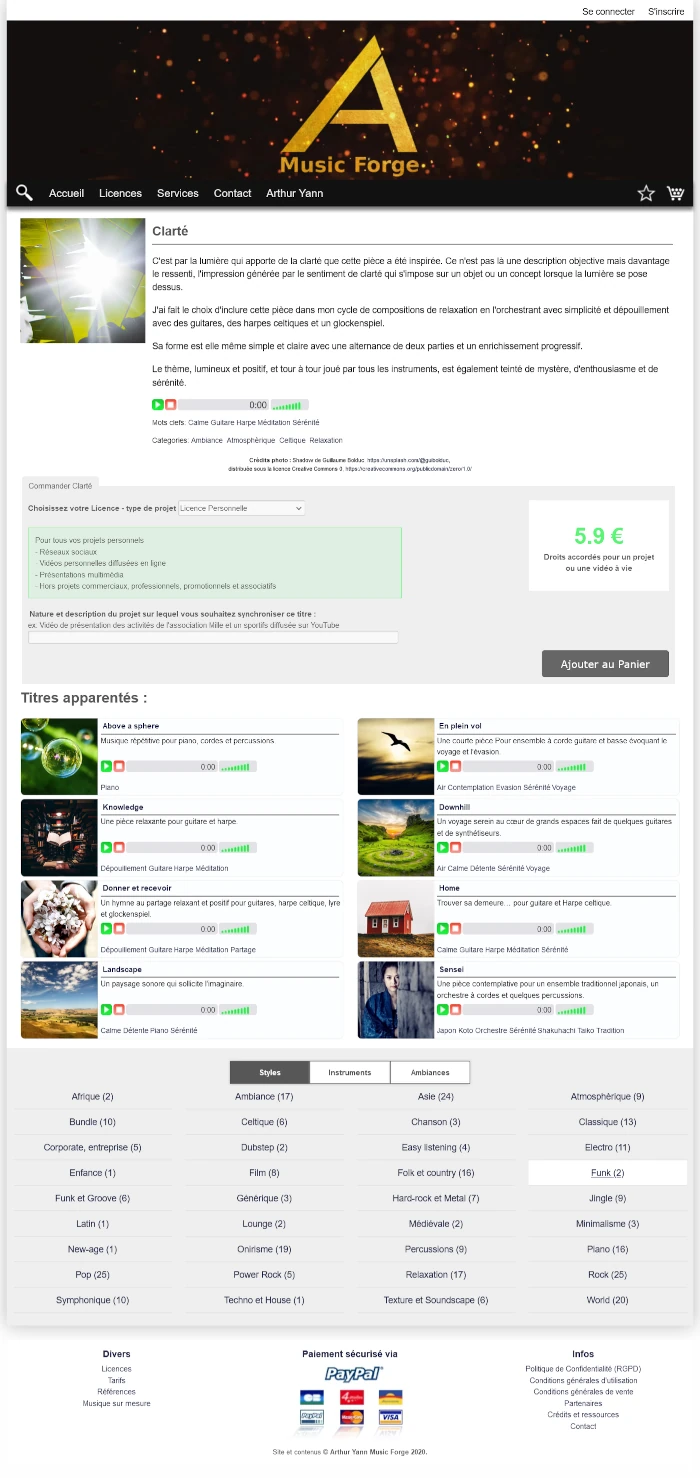 Se connecter S'inscrire
Music Forge
Accueil Licences Services Contact Arthur Yann
Clarté
C'est par la lumière qui apporte de la clarté que cette pièce a été inspirée. Ce n'est pas là une description objective mais davantage
le ressenti, l'impression générée par le sentiment de clarté qui s'impose sur un objet ou un concept lorsque la lumière se pose
dessus.
J'ai fait le choix d'inclure cette pièce dans mon cycle de compositions de relaxation en l'orchestrant avec simplicité et dépouillement
avec des guitares, des harpes celtiques et un glockenspiel.
Sa forme est elle même simple et claire avec une alternance de deux parties et un enrichissement progressif.
Le thème, lumineux et positif, et tour à tour joué par tous les instruments, est également teinté de mystère, d'enthousiasme et de
sérénité.
0:00
Mots clefs: Calme Guitare Harpe Méditation Sérénité
Categories: Ambiance Atmosphèrique Celtique Relaxation
Crédits photo : Shadow de Guillaume Bolduc, https://unsplash.com/@guibolduc,
distribuée sous la licence Creative Commons 0, https://creativecommons.org/publicdomain/zero/1.0/
Commander Clarté
Choisissez votre Licence - type de projet Licence Personnelle
Pour tous vos projets personnels
- Réseaux sociaux
- Vidéos personnelles diffusées en ligne
- Présentations multimédia
- Hors projets commerciaux, professionnels, promotionnels et associatifs
5.9 €
Droits accordés pour un projet
ou une vidéo à vie
Nature et description du projet sur lequel vous souhaitez synchroniser ce titre :
ex. Vidéo de présentation des activités de l'association Mille et un sportifs diffusée sur YouTube
Ajouter au Panier
Titres apparentés :
Above a sphere
Musique répétitive pour piano, cordes et percussions
0:00
Piano
En plein vol
Une courte pièce Pour ensemble à corde guitare et basse évoquant le
voyage et l'évasion.
0:00
Air Contemplation Evasion Sérénité Voyage
Knowledge
Une pièce relaxante pour guitare et harpe.
0:00
Dépouillement Guitare Harpe Méditation
Downhill
Un voyage serein au cœur de grands espaces fait de quelques guitares
et de synthétiseurs.
0:00
Air Calme Détente Sérénité Voyage
Donner et recevoir
Un hymne au partage relaxant et positif pour guitares, harpe celtique, lyre
et glockenspiel.
0:00
Dépouillement Guitare Harpe Méditation Partage
Home
Trouver sa demeure… pour guitare et Harpe celtique.
0:00
Calme Guitare Harpe Méditation Sérénité
Landscape
Un paysage sonore qui sollicite l'imaginaire.
0:00
Calme Détente Piano Sérénité
Sensei
Une pièce contemplative pour un ensemble traditionnel japonais, un
orchestre à cordes et quelques percussions.
0:00
Japon Koto Orchestre Sérénité Shakuhachi Taiko Tradition
Styles Instruments Ambiances
Afrique (2) Ambiance (17) Asie (24) Atmosphèrique (9)
Bundle (10) Celtique (6) Chanson (3) Classique (13)
Corporate, entreprise (5) Dubstep (2) Easy listening (4) Electro (11)
Enfance (1) Film (8) Folk et country (16) Funk (2)
Funk et Groove (6) Générique (3) Hard-rock et Metal (7) Jingle (9)
Latin (1) Lounge (2) Médiévale (2) Minimalisme (3)
New-age (1) Onirisme (19) Percussions (9) Piano (16)
Pop (25) Power Rock (5) Relaxation (17) Rock (25)
Symphonique (10) Techno et House (1) Texture et Soundscape (6) World (20)
Divers
Licences
Tarifs
Références
Musique sur mesure
Paiement sécurisé via
PayPal
CB
PayPal MasterCard VISA
Infos
Politique de Confidentialité (RGPD)
Conditions générales d'utilisation
Conditions générales de vente
Partenaires
Crédits et ressources
Contact
Site et contenus © Arthur Yann Music Forge 2020.